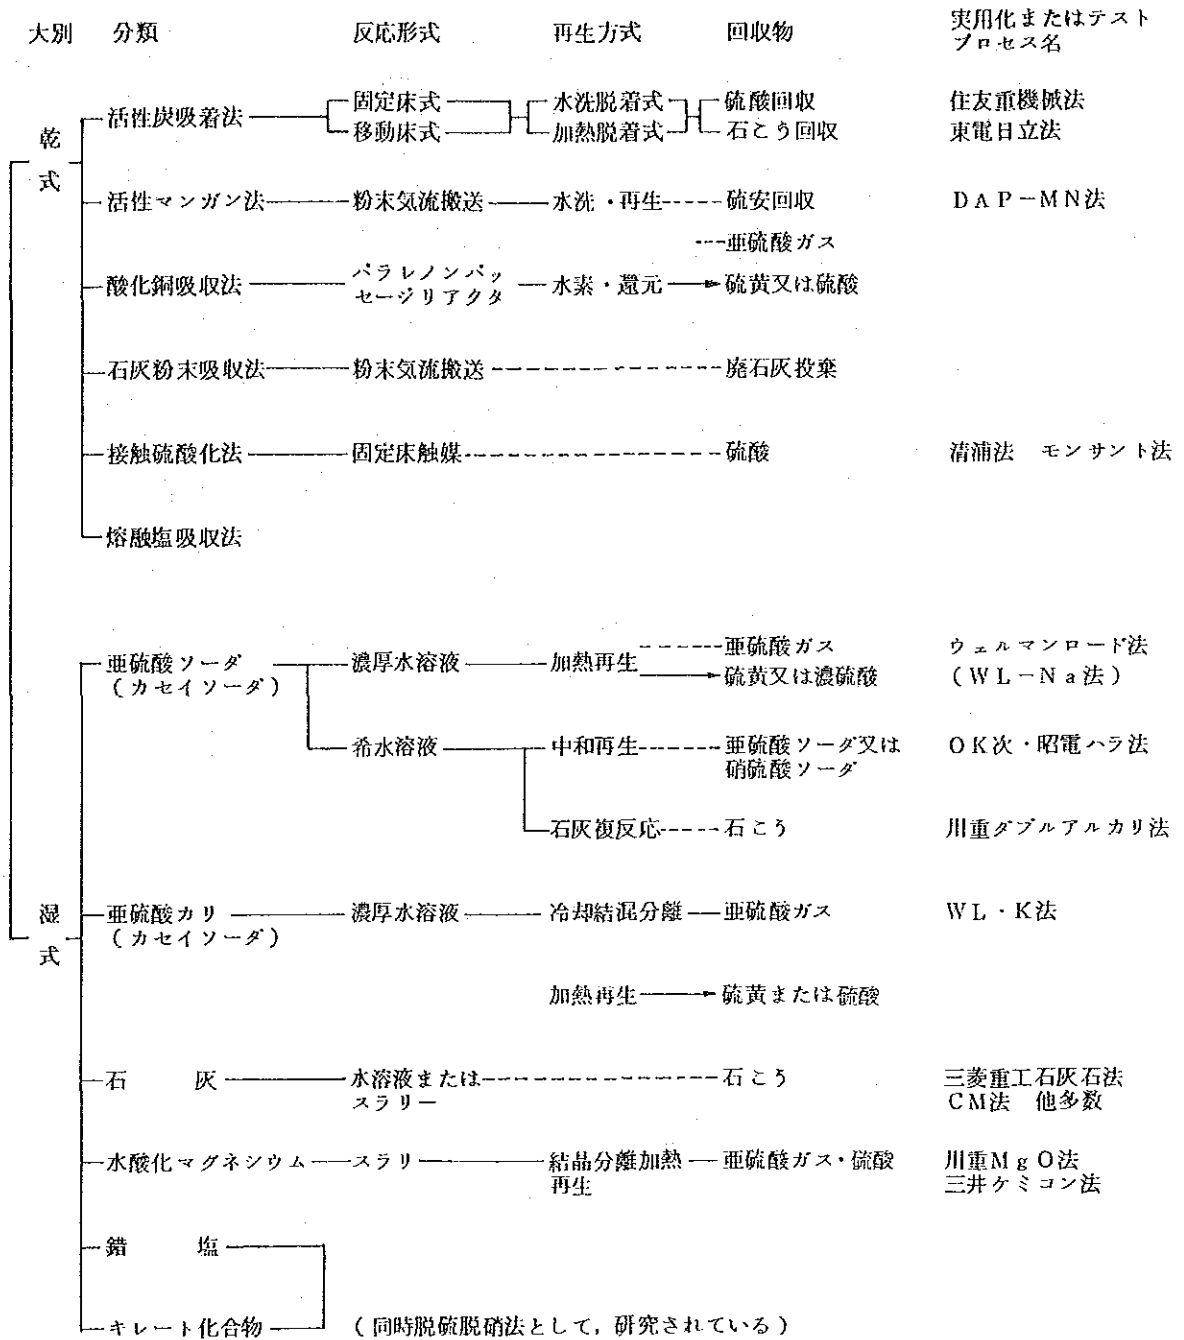 大別 分類 反応形式 再生方式 回収物 実用化またはテスト
プロセス名
乾式
活性炭吸着法 固定床式 水洗脱着式 硫酸回収 住友重機械法
移動床式 加熱脱着式 石こう回収 東電日立法
活性マンガン法 粉末気流搬送 水洗・再生 硫安回収 DAP-MN法
亜硫酸ガス
酸化銅吸収法 パラレノンパッ 水素・還元 硫黄又は硫酸
セージリアクタ
石灰粉末吸収法 粉末気流搬送 廃石灰投棄
接触硫酸化法 固定床触媒 硫酸 清浦法 モンサント法
熔融塩吸収法
亜硫酸ソーダ 濃厚水溶液 加熱再生 亜硫酸ガス ウェルマンロード法
(カセイソーダ) 硫黄又は濃硫酸 (WL-Na法)
希水溶液 中和再生 亜硫酸ソーダ又は OK次・昭電ハラ法
硝硫酸ソーダ
石灰複反応 石こう 川重ダブルアルカリ法
湿式
亜硫酸カリ 濃厚水溶液 冷却結混分離 亜硫酸ガス WL・K法
(カセイソーダ)
加熱再生 硫黄または硫酸
石灰 水溶液または 石こう 三菱重工石灰石法
スラリー CM法 他多数
水酸化マグネシウム スラリ 結晶分離加熱 亜硫酸ガス・硫酸 川重MgO法
再生 三井ケミコン法
錯塩
キレート化合物 (同時脱硫脱硝法として,研究されている)